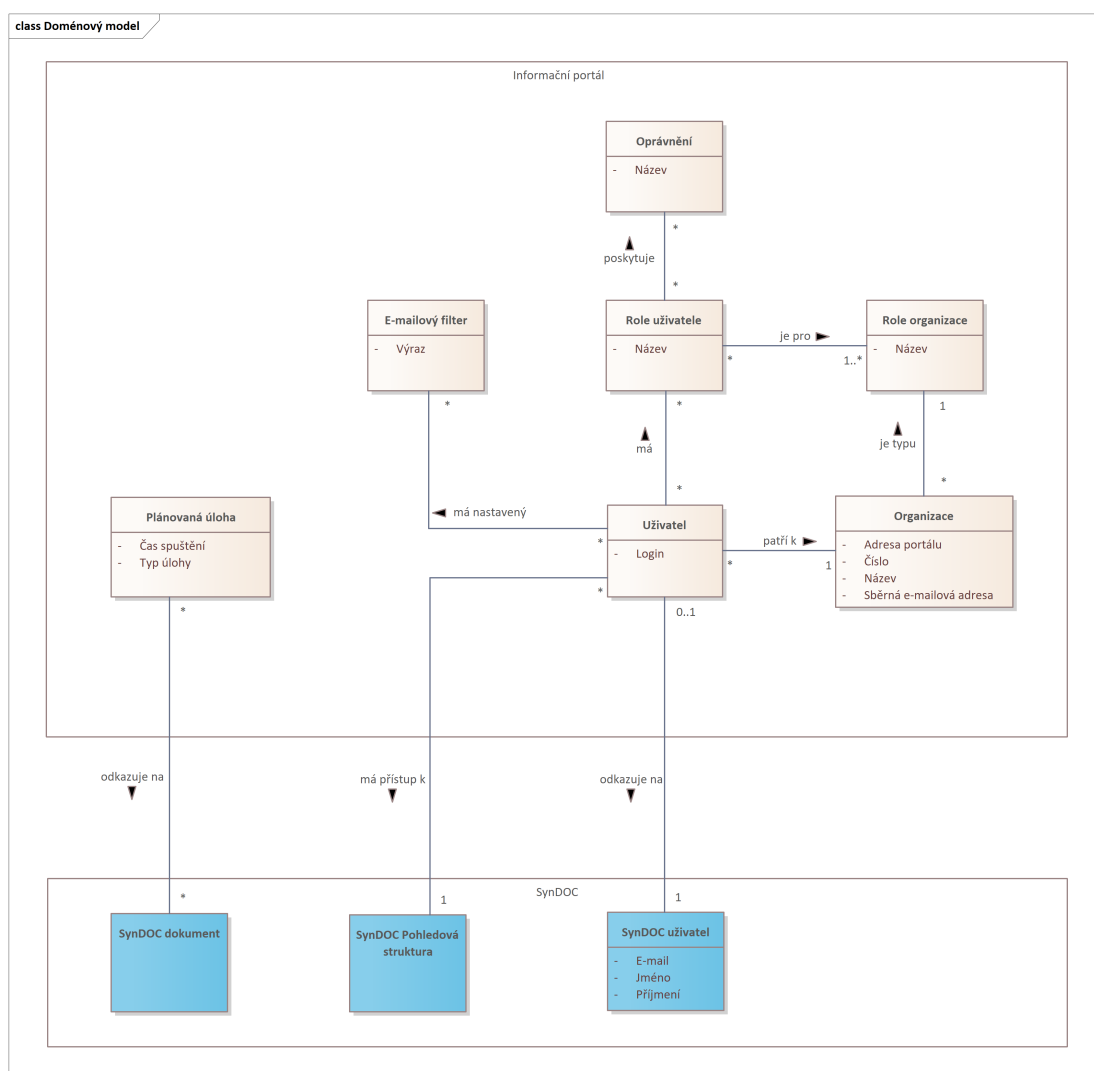 class Doménový model
Informační portál
Oprávnění
- Název
*
poskytuje
*
E-mailový filter
- Výraz
*
Role uživatele
- Název
*
je pro
*
1..*
Role organizace
- Název
1
má
je typu
*
*
Plánovaná úloha
- Čas spuštění
- Typ úlohy
*
má nastavený
*
*
Uživatel
- Login
0..1
patří k
*
1
Organizace
- Adresa portálu
- Číslo
- Název
- Sběrná e-mailová adresa
odkazuje na
má přístup k
odkazuje na
SynDOC
*
1
1
SynDOC dokument
SynDOC Pohledová
struktura
SynDOC uživatel
- E-mail
- Jméno
- Příjmení